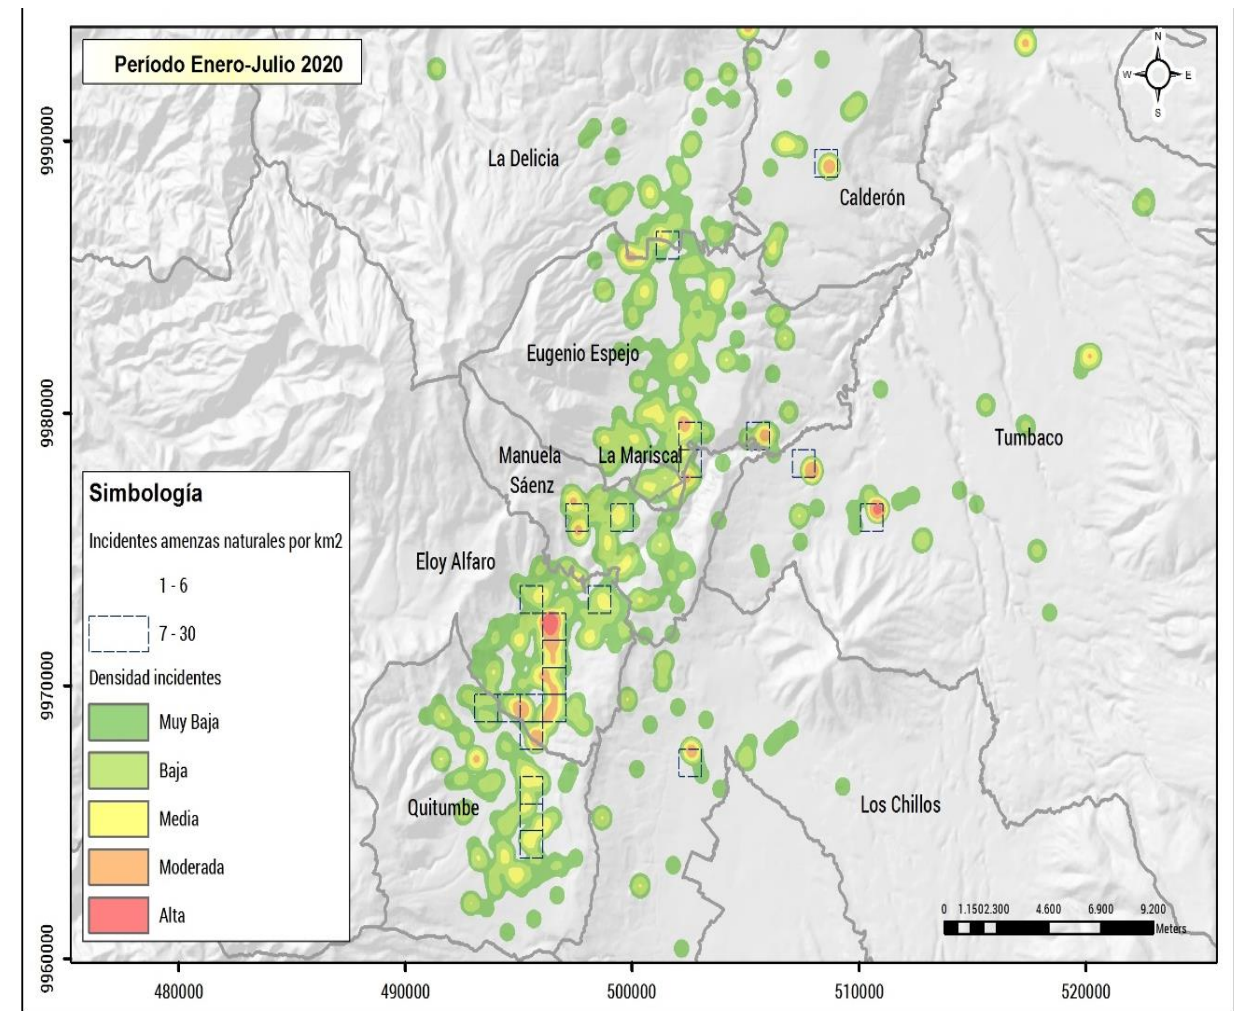 Período Enero-Julio 2020
N
W E
S
La Delicia
Calderón
Eugenio Espejo
Manuela
Sáenz
La Mariscal
Tumbaco
Eloy Alfaro
Quitumbe
Los Chillos
Simbología
Incidentes amenzas naturales por km2
1 - 6
7 - 30
Densidad incidentes
Muy Baja
Baja
Media
Moderada
Alta
0 1.150 2.300 4.600 6.900 9.200
Meters
9990000
9980000
9970000
9960000
480000 490000 500000 510000 520000